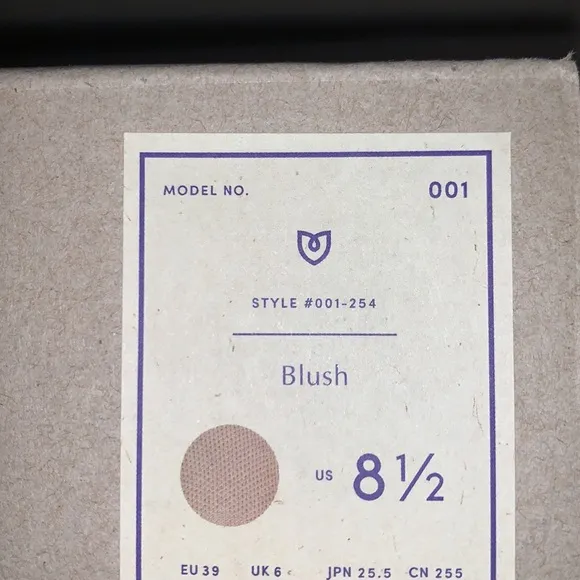 MODEL NO. 001
STYLE #001-254
Blush
US 8½
EU 39 UK 6 JPN 25.5 CN 255